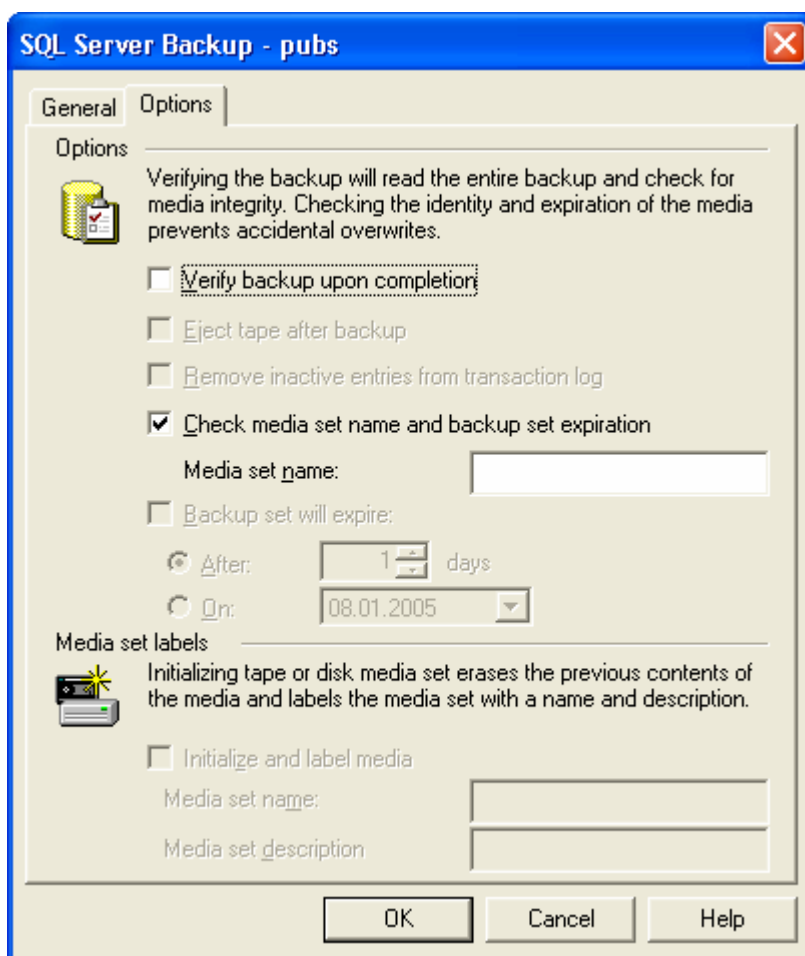 SQL Server Backup - pubs
General
Options
Options
Verifying the backup will read the entire backup and check for
media integrity. Checking the identity and expiration of the media
prevents accidental overwrites.
Verify backup upon completion
Eject tape after backup
Remove inactive entries from transaction log
Check media set name and backup set expiration
Media set name:
Backup set will expire:
After: 1 days
On: 08.01.2005
Media set labels
Initializing tape or disk media set erases the previous contents of
the media and labels the media set with a name and description.
Initialize and label media
Media set name:
Media set description
OK Cancel Help